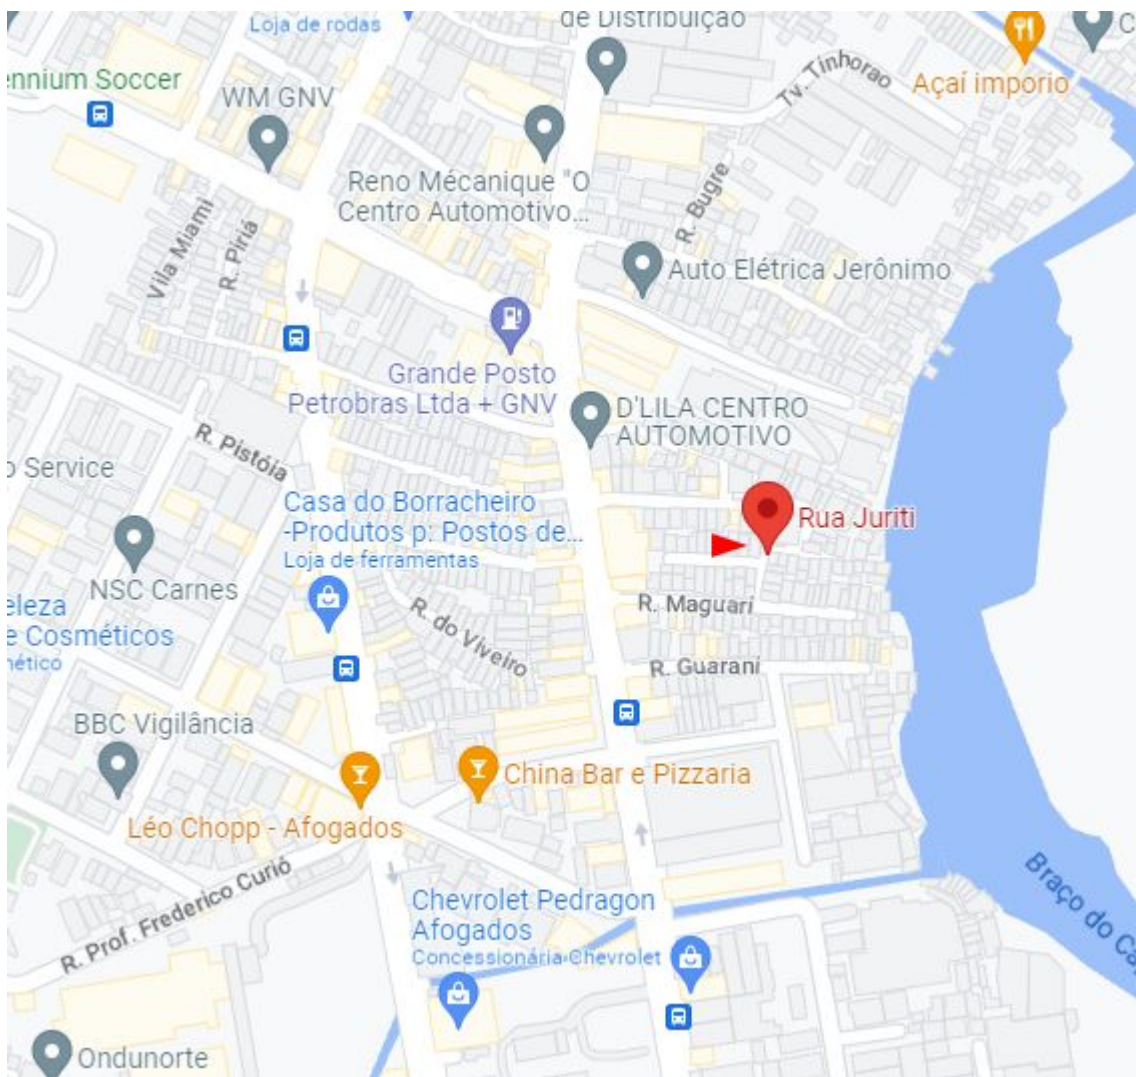 Loja de rodas
de Distribuição
ennium Soccer
WM GNV
Tv. Tinhorao
Açaí imporio
C
Reno Mécanique "O
Centro Automotivo...
R. Bugre
Vila Miami
R. Piriá
Auto Elétrica Jerônimo
Grande Posto
Petrobras Ltda + GNV
D'LILA CENTRO
AUTOMOTIVO
R. Pistóia
o Service
Casa do Borracheiro
-Produtos p: Postos de...
Loja de ferramentas
Rua Juriti
NSC Carnes
eleza
e Cosméticos
mético
R. do Viveiro
R. Maguari
R. Guarani
BBC Vigilância
China Bar e Pizzaria
Léo Chopp - Afogados
R. Prof. Frederico Curió
Chevrolet Pedragon
Afogados
Concessionária Chevrolet
Braço do Cap
Ondunorte